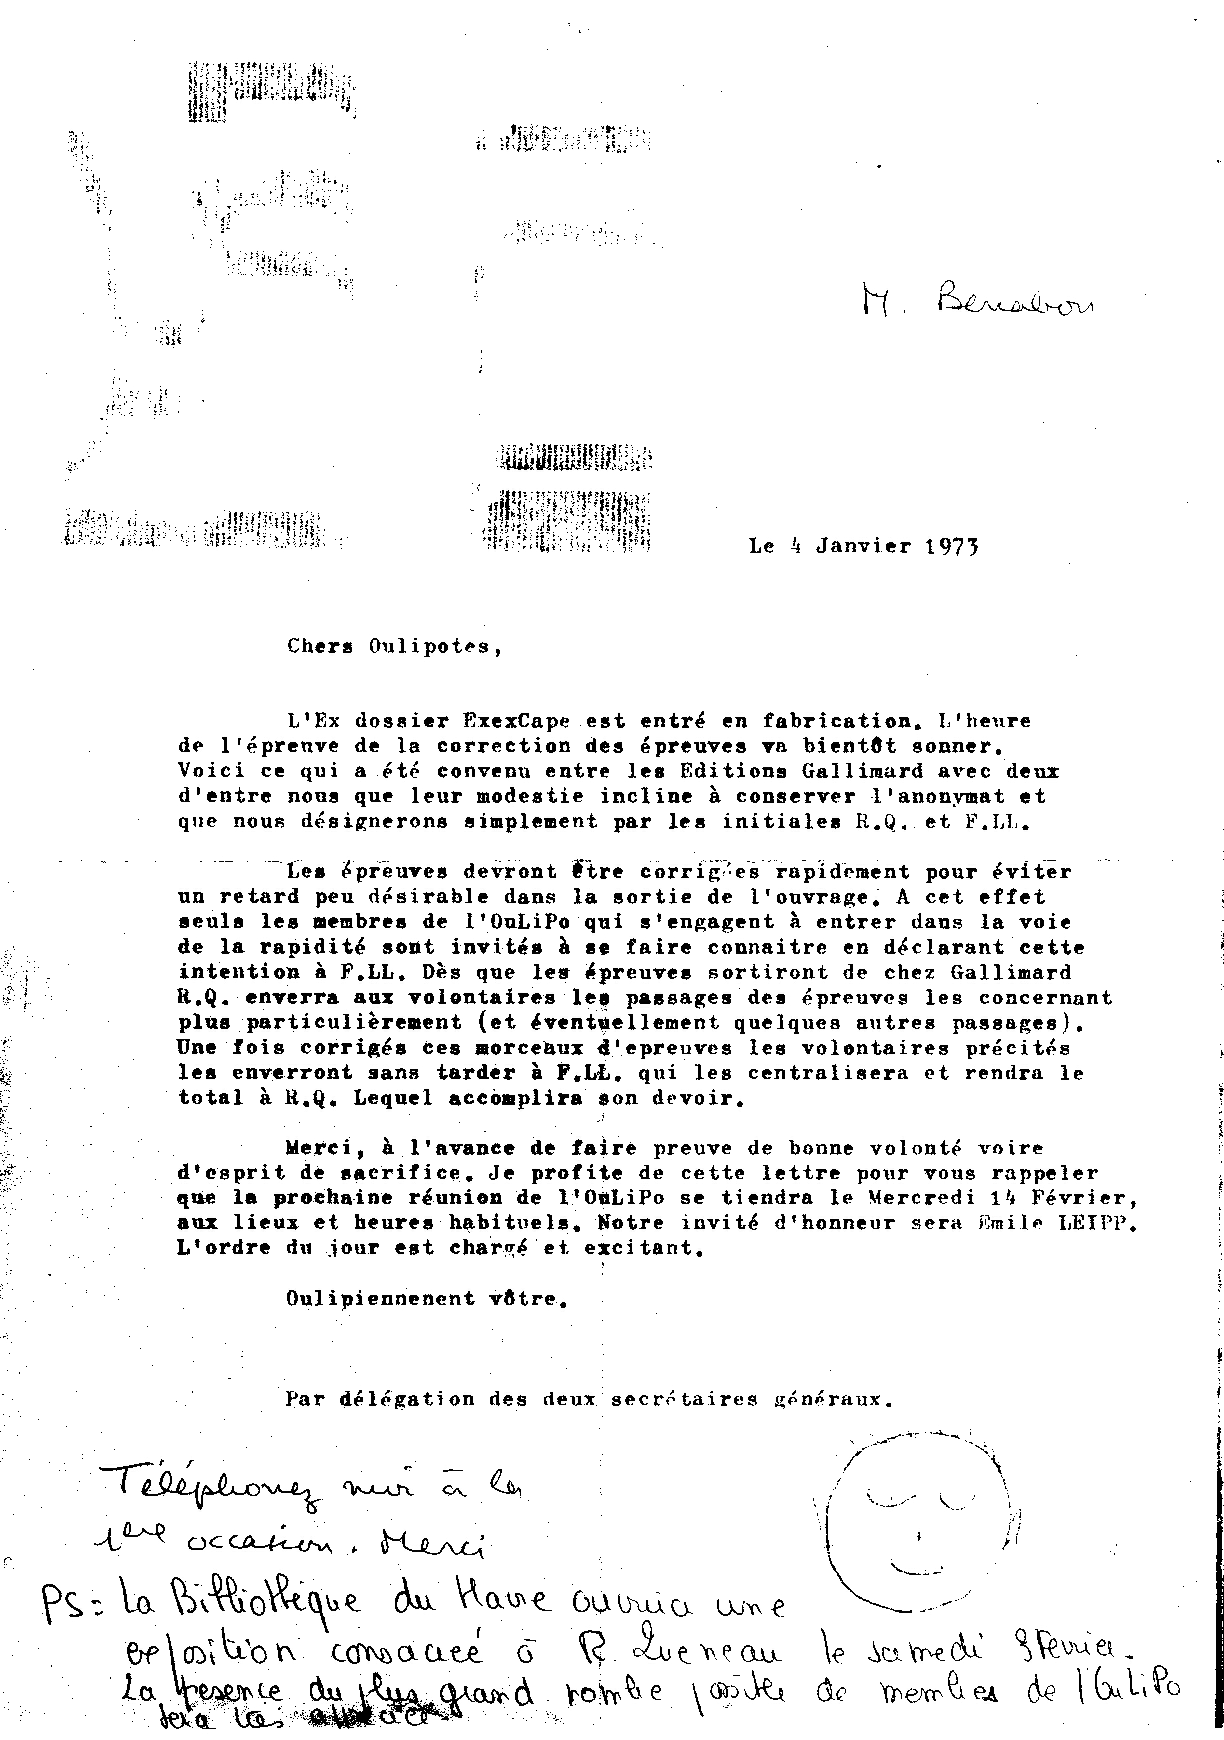 M. Benabou
Le 4 Janvier 1973
Chers Oulipotes,
L'Ex dossier ExexCape est entré en fabrication. L'heure
de l'épreuve de la correction des épreuves va bientôt sonner.
Voici ce qui a été convenu entre les Editions Gallimard avec deux
d'entre nous que leur modestie incline à conserver l'anonymat et
que nous désignerons simplement par les initiales R.Q. et F.LL.
Les épreuves devront être corrigées rapidement pour éviter
un retard peu désirable dans la sortie de l'ouvrage. A cet effet
seuls les membres de l'OuLiPo qui s'engagent à entrer dans la voie
de la rapidité sont invités à se faire connaitre en déclarant cette
intention à F.LL. Dès que les épreuves sortiront de chez Gallimard
R.Q. enverra aux volontaires les passages des épreuves les concernant
plus particulièrement (et éventuellement quelques autres passages).
Une fois corrigés ces morceaux d'epreuves les volontaires précités
les enverront sans tarder à F.LL. qui les centralisera et rendra le
total à R.Q. Lequel accomplira son devoir.
Merci, à l'avance de faire preuve de bonne volonté voire
d'esprit de sacrifice. Je profite de cette lettre pour vous rappeler
que la prochaine réunion de l'OuLiPo se tiendra le Mercredi 14 Février,
aux lieux et heures habituels. Notre invité d'honneur sera Emile LEIPP.
L'ordre du jour est chargé et excitant.
Oulipiennenent vôtre.
Par délégation des deux secrétaires généraux.
Téléphonez moi à la
1ère occasion. Merci
PS: La Bibliothèque du Havre ouvrira une
exposition consacrée à R. Queneau le samedi 3 Fevrier.
La présence du plus grand nombre possible de membres de l'OuLiPo
sera